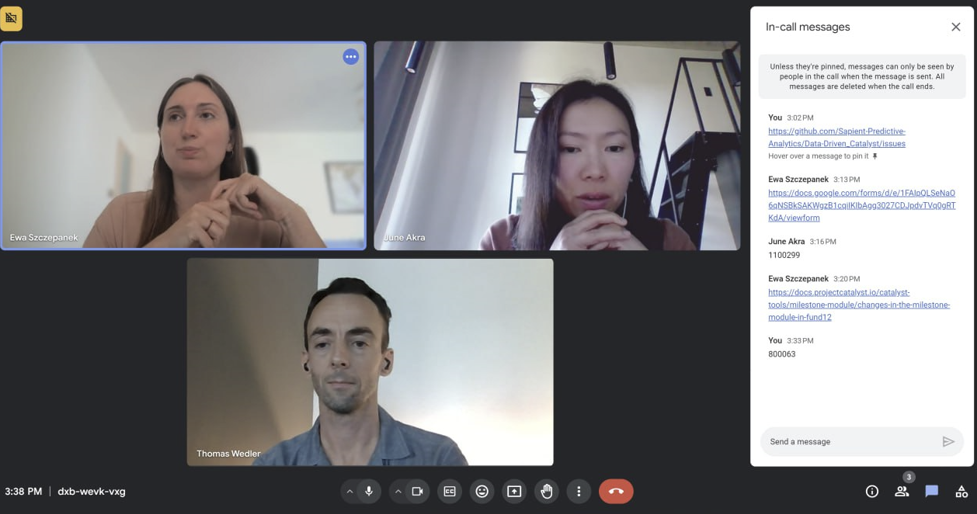 In-call messages
Unless they're pinned, messages can only be seen by
people in the call when the message is sent. All
messages are deleted when the call ends.
You 3:02 PM
https://github.com/Sapient-Predictive-
Analytics/Data-Driven_Catalyst/issues
Hover over a message to pin it
Ewa Szczepanek 3:13 PM
https://docs.google.com/forms/d/e/1FAIpQLSeNaO
6qNSBkSAKWgzB1cqiIKIbAgg3027CDJpdvTVq0gRT
KdA/viewform
June Akra 3:16 PM
1100299
Ewa Szczepanek 3:20 PM
https://docs.projectcatalyst.io/catalyst-
tools/milestone-module/changes-in-the-milestone-
module-in-fund12
You 3:33 PM
800063
Send a message
Ewa Szczepanek
June Akra
Thomas Wedler
3:38 PM | dxb-wevk-vxg
CC
3